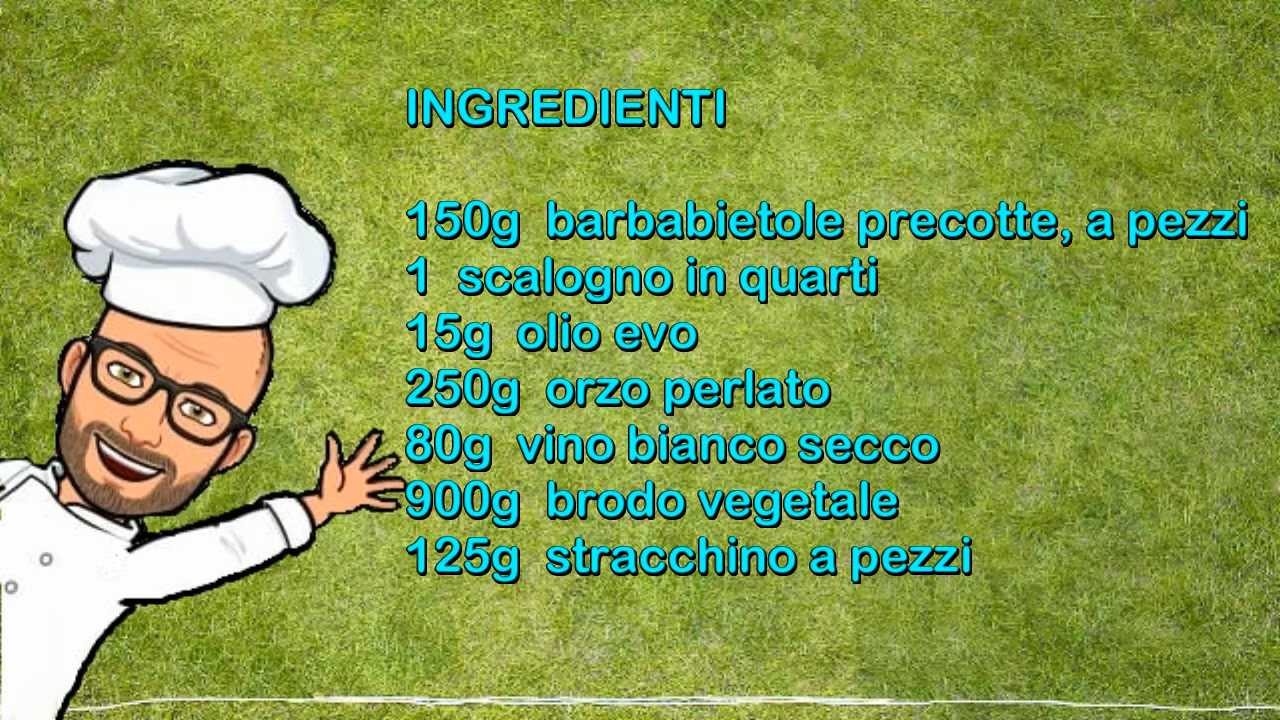 INGREDIENTI
150g barbabietole precotte, a pezzi
1 scalogno in quarti
15g olio evo
250g orzo perlato
80g vino bianco secco
900g brodo vegetale
125g stracchino a pezzi